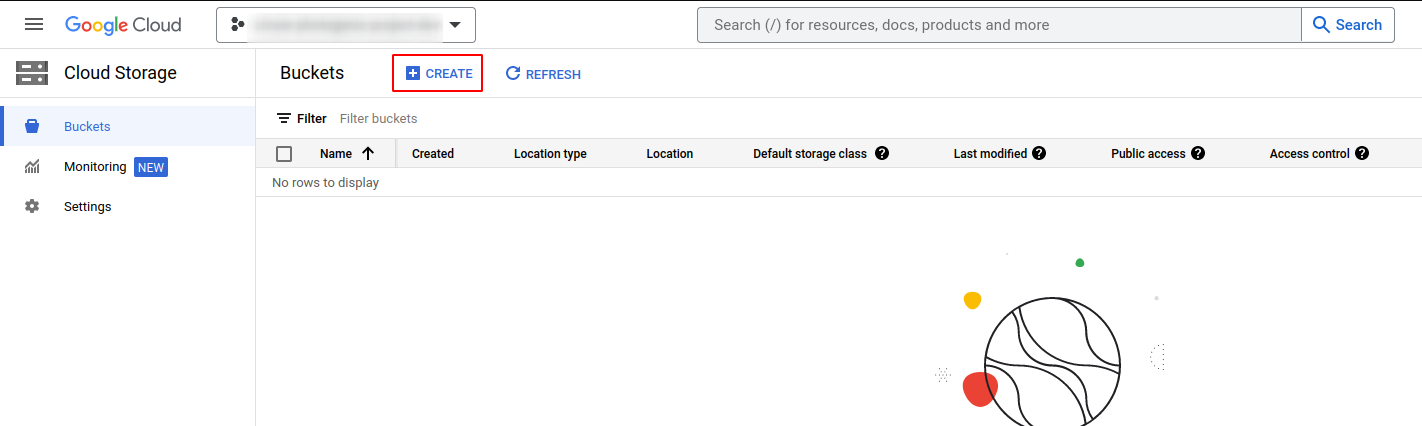 Google Cloud
Search (/) for resources, docs, products and more
Search
Cloud Storage
Buckets
CREATE
REFRESH
Buckets
Monitoring NEW
Settings
Filter Filter buckets
Name Created Location type Location Default storage class Last modified Public access Access control
No rows to display